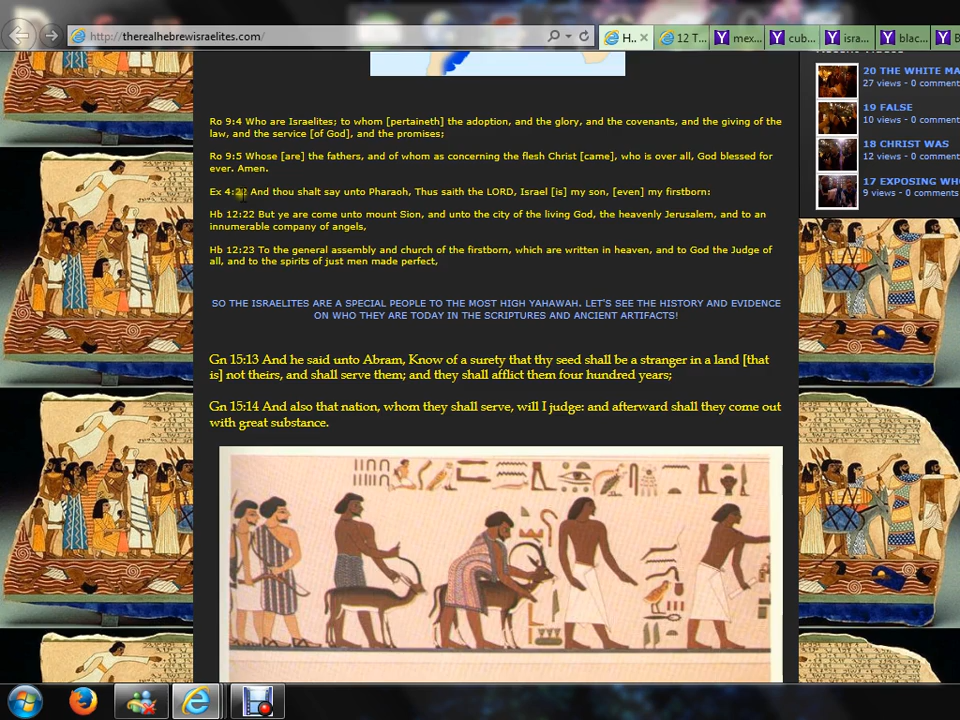 http://therealhebrewisraelites.com/
H..
12 T...
mex...
cub...
isra...
blac...
B
Ro 9:4 Who are Israelites; to whom [pertaineth] the adoption, and the glory, and the covenants, and the giving of the
law, and the service [of God], and the promises;
Ro 9:5 Whose [are] the fathers, and of whom as concerning the flesh Christ [came], who is over all, God blessed for
ever. Amen.
Ex 4:22 And thou shalt say unto Pharaoh, Thus saith the LORD, Israel [is] my son, [even] my firstborn:
Hb 12:22 But ye are come unto mount Sion, and unto the city of the living God, the heavenly Jerusalem, and to an
innumerable company of angels,
Hb 12:23 To the general assembly and church of the firstborn, which are written in heaven, and to God the Judge of
all, and to the spirits of just men made perfect,
SO THE ISRAELITES ARE A SPECIAL PEOPLE TO THE MOST HIGH YAHAWAH. LET'S SEE THE HISTORY AND EVIDENCE
ON WHO THEY ARE TODAY IN THE SCRIPTURES AND ANCIENT ARTIFACTS!
Gn 15:13 And he said unto Abram, Know of a surety that thy seed shall be a stranger in a land [that
is] not theirs, and shall serve them; and they shall afflict them four hundred years;
Gn 15:14 And also that nation, whom they shall serve, will I judge: and afterward shall they come out
with great substance.
20 THE WHITE MA
27 views - 0 comment
19 FALSE
10 views - 0 comment
18 CHRIST WAS
12 views - 0 comment
17 EXPOSING WHO
9 views - 0 comments